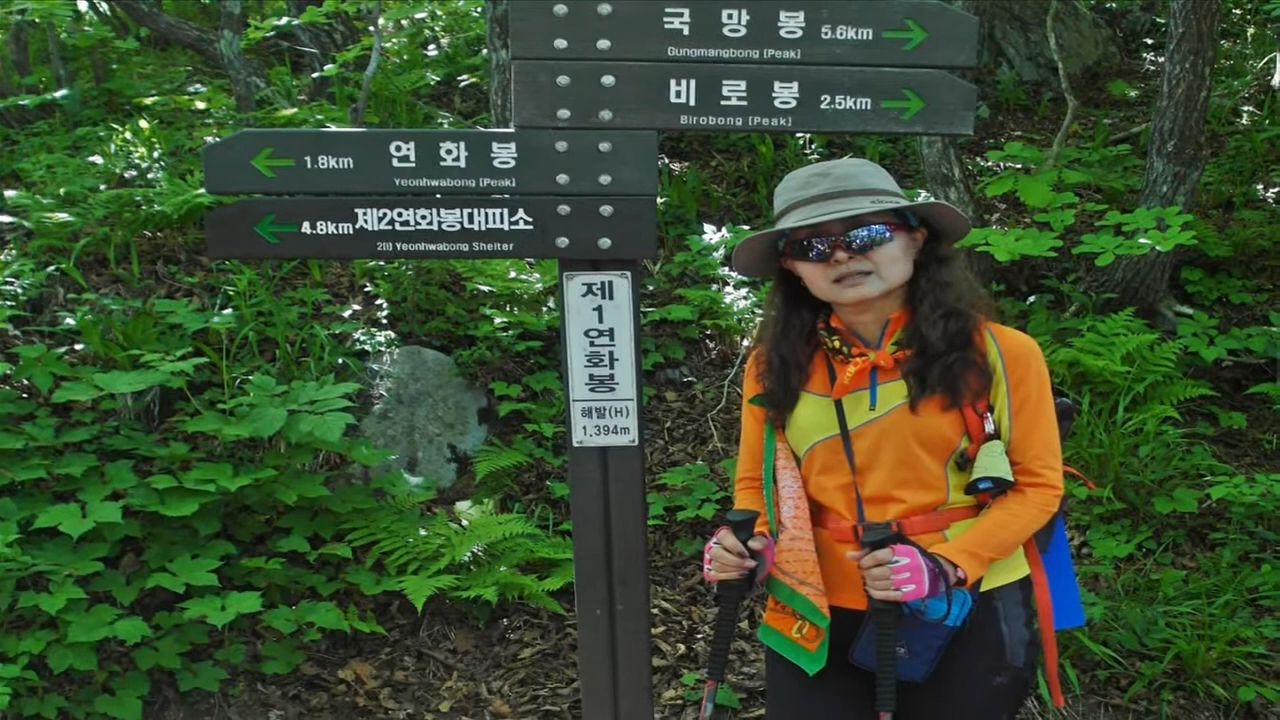 국망봉 5.6km
Gungmangbong [Peak]
비로봉 2.5km
Birobong [Peak]
1.8km 연화봉
Yeonhwabong [Peak]
4.8km 제2연화봉대피소
Yeonhwabong Shelter
제
1
연
화
봉
해발(H)
1.394m